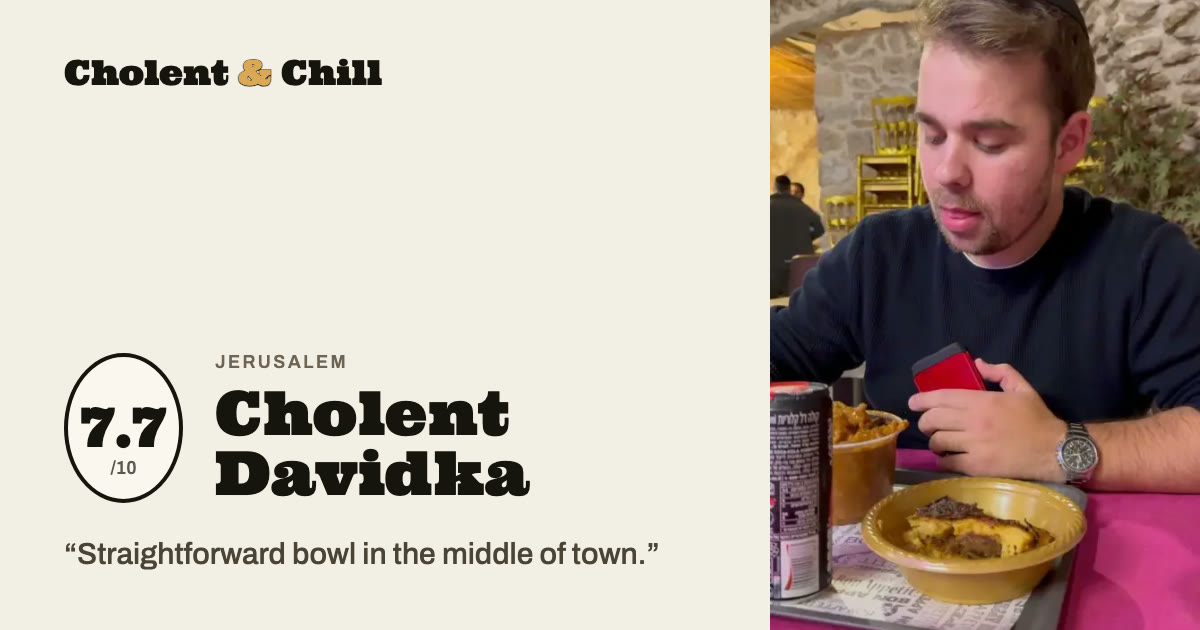 Cholent & Chill
JERUSALEM
Cholent
Davidka
7.7
/10
“Straightforward bowl in the middle of town.”